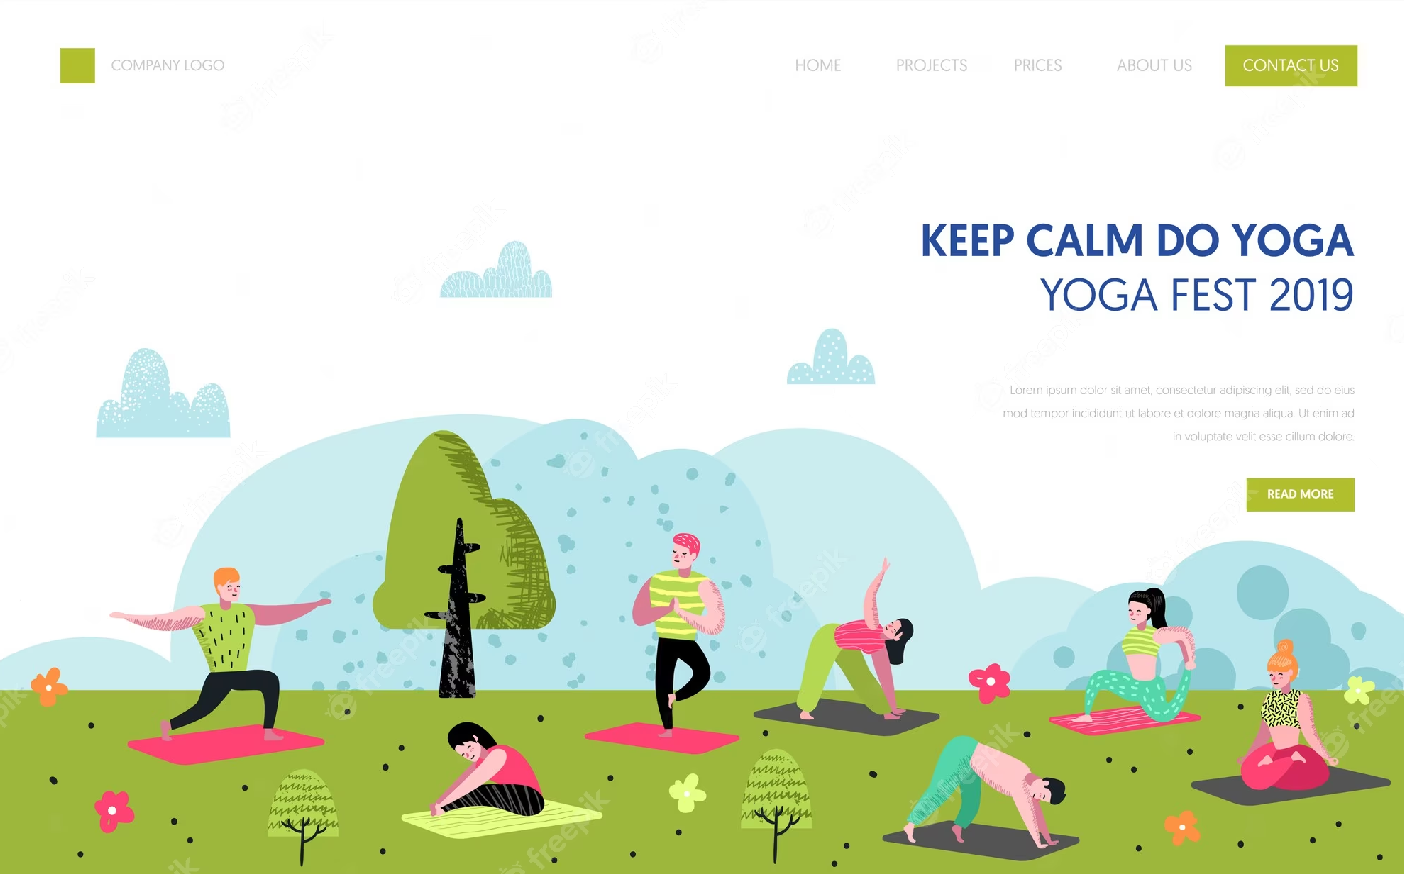 COMPANY LOGO
HOME PROJECTS PRICES ABOUT US CONTACT US
KEEP CALM DO YOGA
YOGA FEST 2019
Lorem ipsum dolor sit amet, consectetur adipiscing elit, sed do eius
mod tempor incididunt ut labore et dolore magna aliqua. Ut enim ad
in voluptate velit esse cillum dolore.
READ MORE
freepik